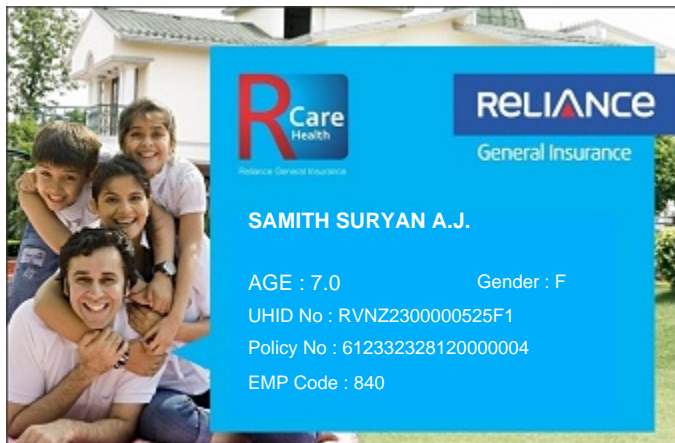 RCare
Health
Reliance General Insurance
RELIANCE
General Insurance
SAMITH SURYAN A.J.
AGE : 7.0 Gender : F
UHID No : RVNZ2300000525F1
Policy No : 612332328120000004
EMP Code : 840